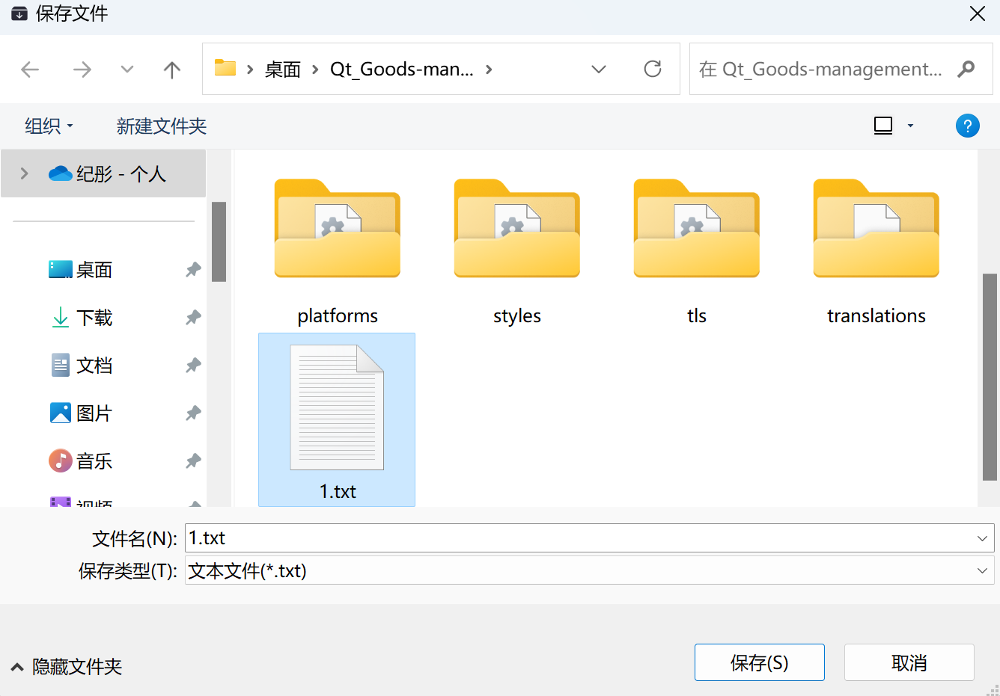 保存文件
桌面 Qt_Goods-man...
在 Qt_Goods-management...
组织
新建文件夹
?
纪彤 - 个人
桌面
下载
文档
图片
音乐
视频
platforms
styles
tls
translations
1.txt
文件名(N): 1.txt
保存类型(T): 文本文件(*.txt)
隐藏文件夹
保存(S)
取消